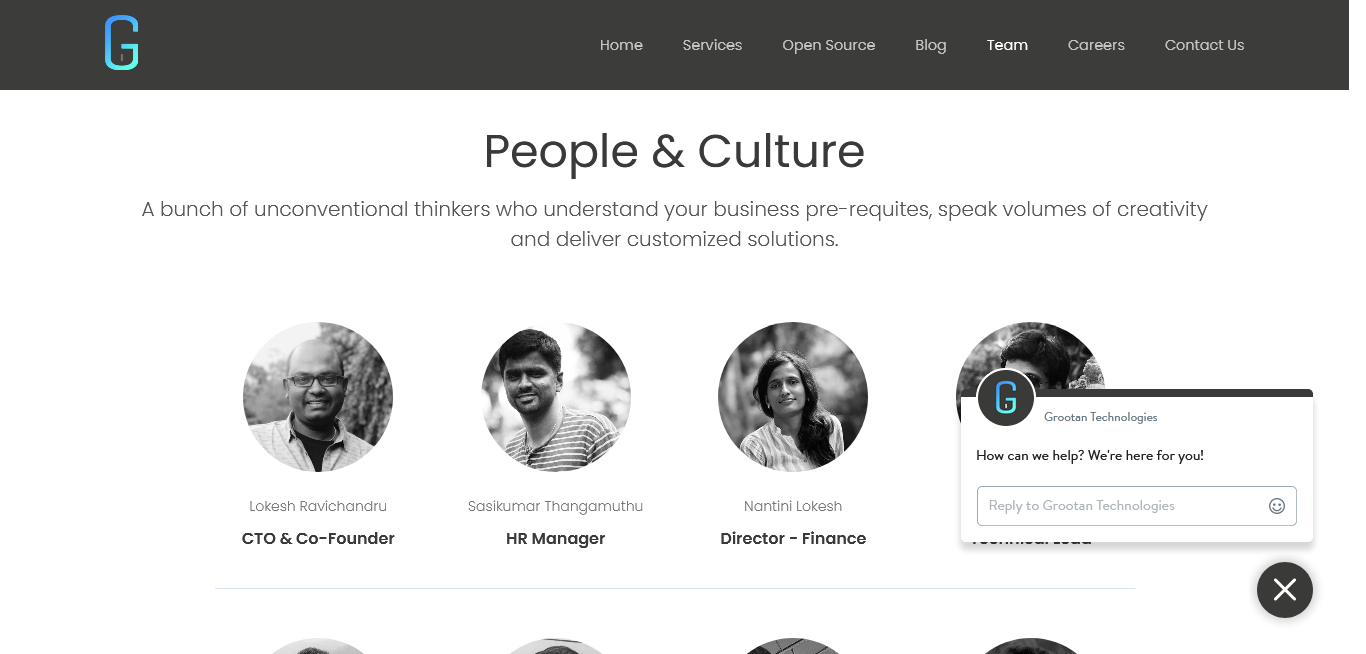 Home Services Open Source Blog Team Careers Contact Us
People & Culture
A bunch of unconventional thinkers who understand your business pre-requites, speak volumes of creativity
and deliver customized solutions.
Lokesh Ravichandru
CTO & Co-Founder
Sasikumar Thangamuthu
HR Manager
Nantini Lokesh
Director - Finance
Grootan Technologies
How can we help? We're here for you!
Reply to Grootan Technologies